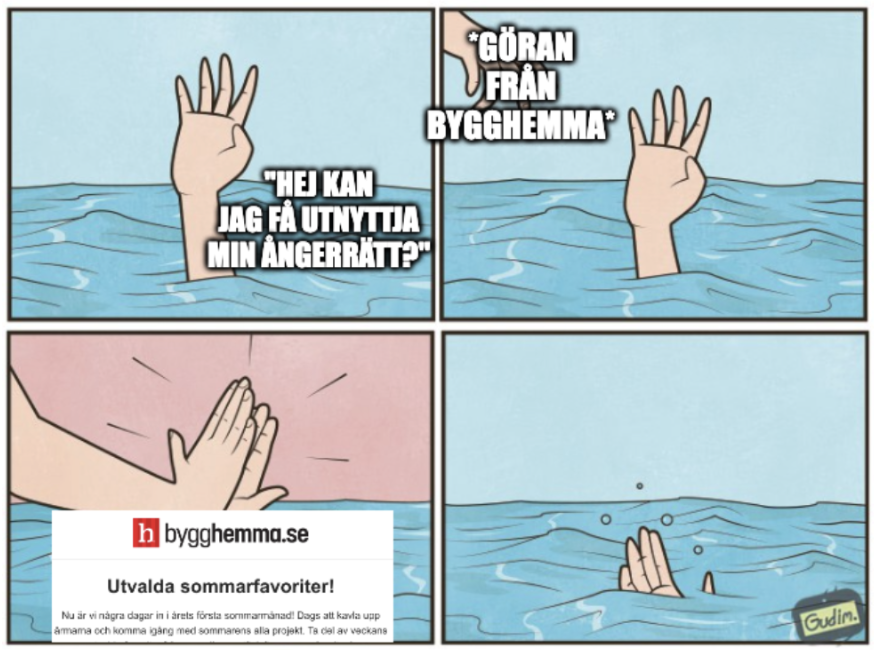 "HEJ KAN
JAG FÅ UTNYTTJA
MIN ÅNGERRÄTT?"
*GÖRAN
FRÅN
BYGGHEMMA*
h bygghemma.se
Utvalda sommarfavoriter!
Nu är vi några dagar in i årets första sommarmånad! Dags att kavla upp
ärmarna och komma igång med sommarens alla projekt. Ta del av veckans
Gudim.